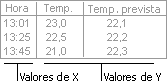 Hora Temp. Temp. prevista
13:01 23,0 22,1
13:25 22,5 22,2
13:45 21,0 22,3
Valores de X Valores de Y